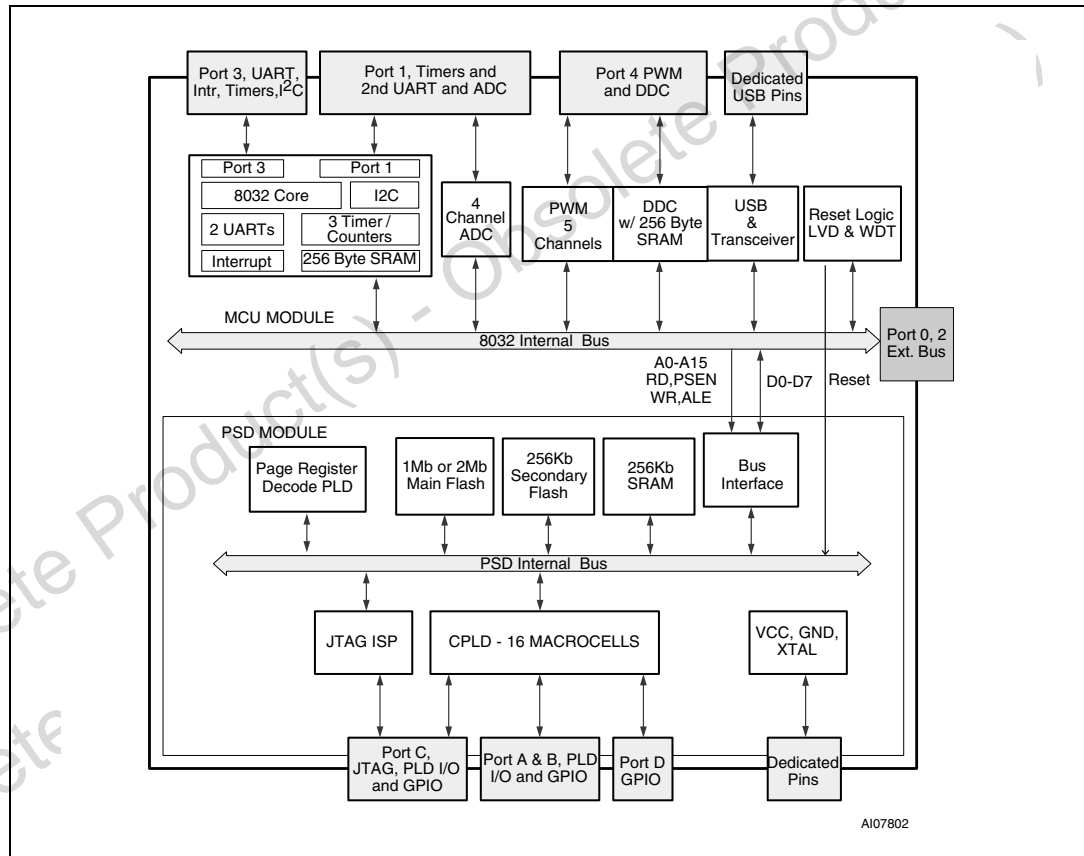 Port 3, UART,
Intr, Timers,I2C
Port 1, Timers and
2nd UART and ADC
Port 4 PWM
and DDC
Dedicated
USB Pins
Port 3
Port 1
8032 Core
I2C
2 UARTs
3 Timer /
Counters
Interrupt
256 Byte SRAM
4
Channel
ADC
PWM
5
Channels
DDC
w/ 256 Byte
SRAM
USB
&
Transceiver
Reset Logic
LVD & WDT
MCU MODULE
8032 Internal Bus
Port 0, 2
Ext. Bus
A0-A15
RD,PSEN
WR,ALE
D0-D7
Reset
PSD MODULE
Page Register
Decode PLD
1Mb or 2Mb
Main Flash
256Kb
Secondary
Flash
256Kb
SRAM
Bus
Interface
PSD Internal Bus
JTAG ISP
CPLD - 16 MACROCELLS
VCC, GND,
XTAL
Port C,
JTAG, PLD I/O
and GPIO
Port A & B, PLD
I/O and GPIO
Port D
GPIO
Dedicated
Pins
AI07802
ete Product(s) - Obsolete Product(s)
ete